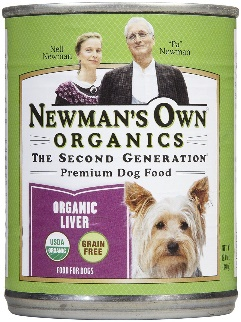 Nell
Newman
"Pa"
Newman
NEWMAN'S OWN
ORGANICS
THE SECOND GENERATION
Premium Dog Food
ORGANIC
LIVER
USDA
ORGANIC
GRAIN
FREE
FOOD FOR DOGS